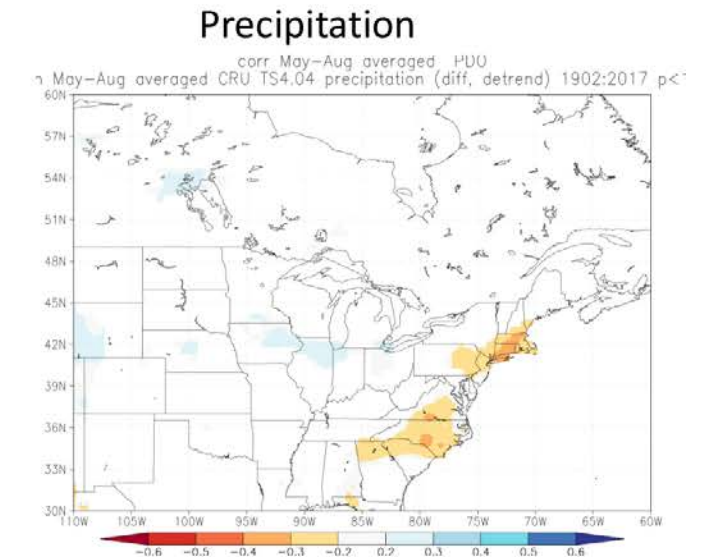 Precipitation
corr May-Aug averaged PDO
May-Aug averaged CRU TS4.04 precipitation (diff, detrend) 1902:2017
60N
57N
54N
51N
48N
45N
42N
39N
36N
33N
30N
110W 105W 100W 95W 90W 85W 80W 75W 70W 65W 60W
-0.6 -0.5 -0.4 -0.3 -0.2 0.2 0.3 0.4 0.5 0.6